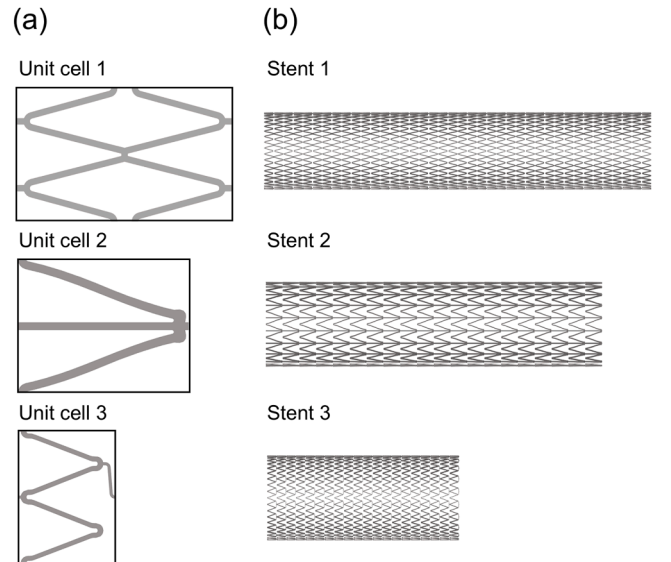 (a) (b)
Unit cell 1 Stent 1
Unit cell 2 Stent 2
Unit cell 3 Stent 3